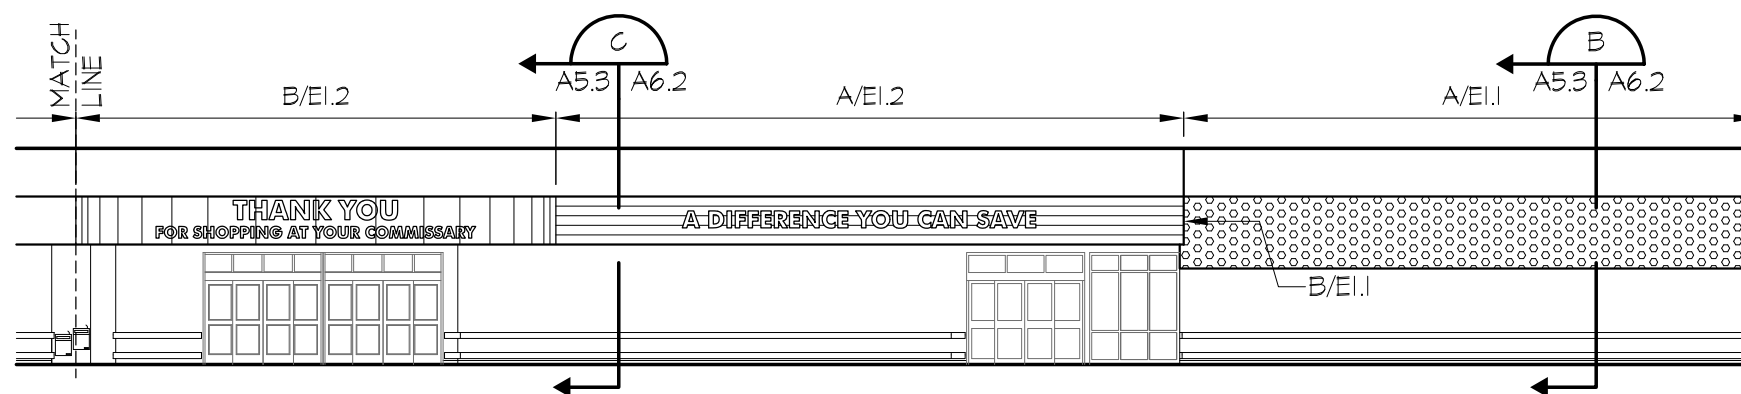 MATCH
LINE
B/E1.2
C
A5.3
A6.2
A/E1.2
A/E1.1
B
A5.3
A6.2
THANK YOU
FOR SHOPPING AT YOUR COMMISSARY
A DIFFERENCE YOU CAN SAVE
B/E1.1